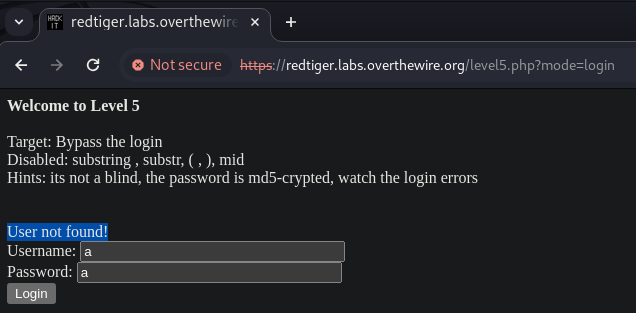 HACK
IT
redtiger.labs.overthewire
Not secure
https://redtiger.labs.overthewire.org/level5.php?mode=login
Welcome to Level 5
Target: Bypass the login
Disabled: substring , substr, ( , ), mid
Hints: its not a blind, the password is md5-crypted, watch the login errors
User not found!
Username: a
Password: a
Login